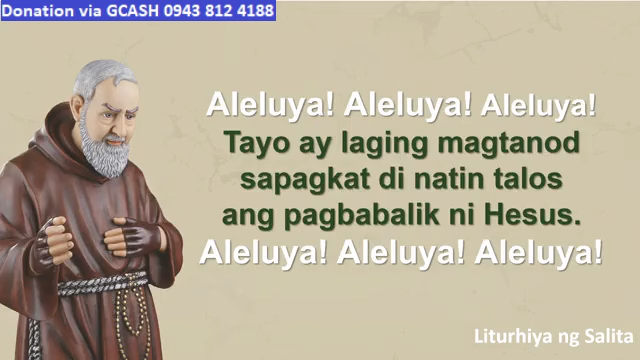 Donation via GCASH 0943 812 4188
Aleluya! Aleluya! Aleluya!
Tayo ay laging magtanod
sapagkat di natin talos
ang pagbabalik ni Hesus.
Aleluya! Aleluya! Aleluya!
Liturhiya ng Salita